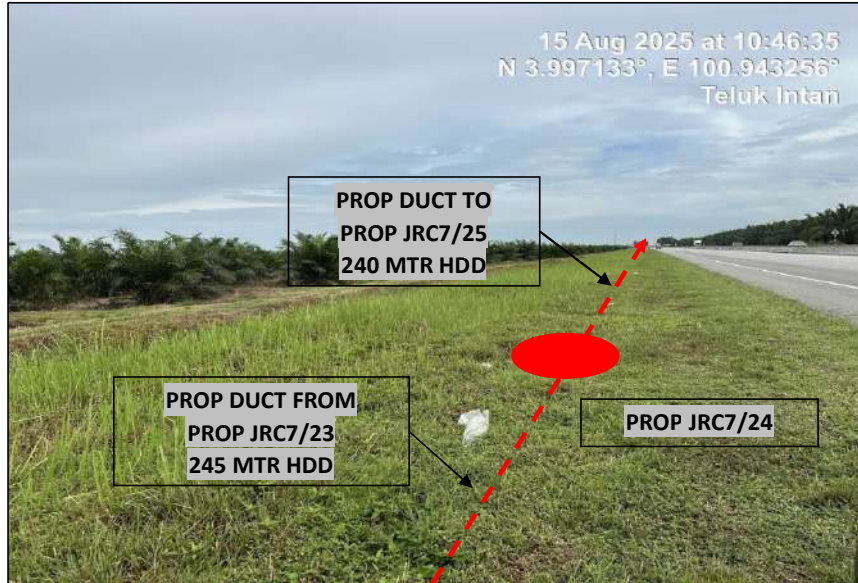 15 Aug 2025 at 10:46:35
N 3.997133°, E 100.943256°
Teluk Intan
PROP DUCT TO
PROP JRC7/25
240 MTR HDD
PROP DUCT FROM
PROP JRC7/23
245 MTR HDD
PROP JRC7/24